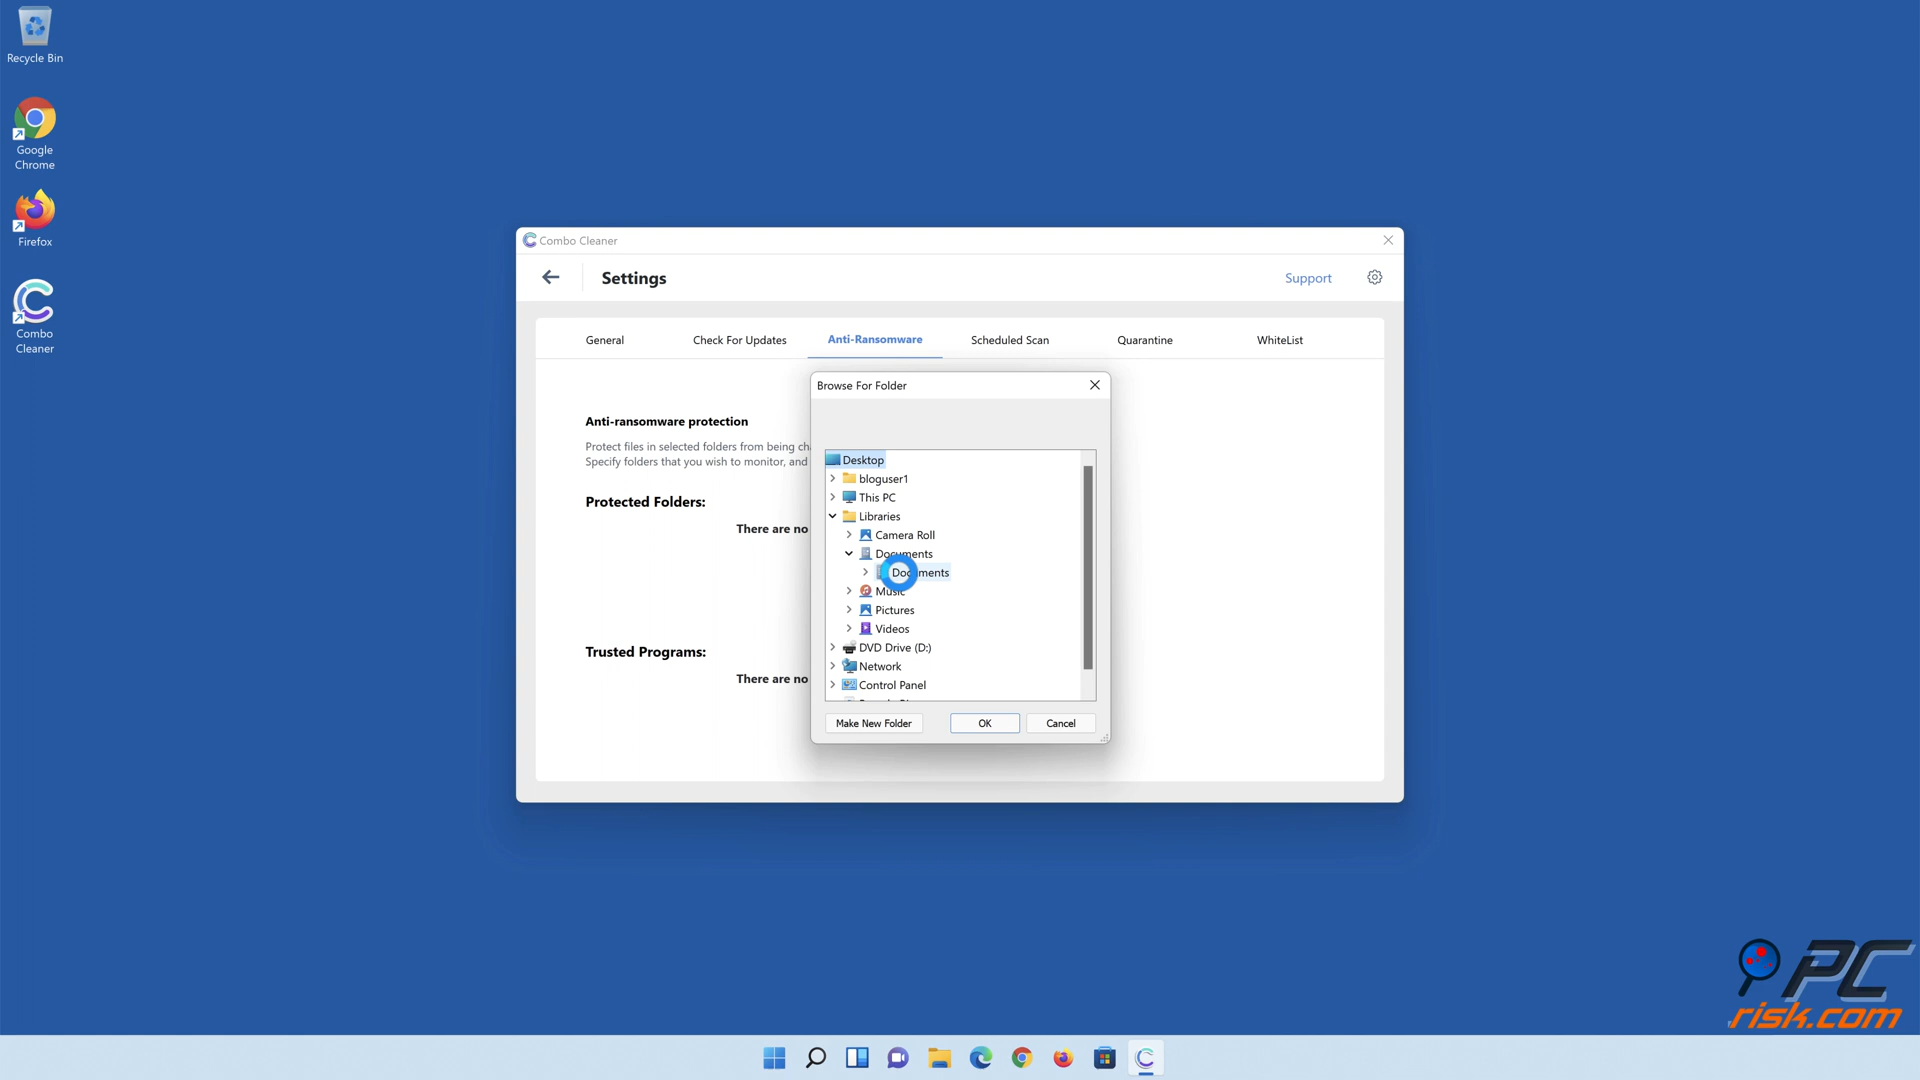 Recycle Bin
Google
Chrome
Firefox
Combo
Cleaner
Combo Cleaner
Settings
Support
General
Check For Updates
Anti-Ransomware
Scheduled Scan
Quarantine
WhiteList
Anti-ransomware protection
Protect files in selected folders from being
Specify folders that you wish to monitor, and
Protected Folders:
There are no
Trusted Programs:
There are no
Browse For Folder
Desktop
bloguser1
This PC
Libraries
Camera Roll
Documents
Documents
Music
Pictures
Videos
DVD Drive (D:)
Network
Control Panel
Make New Folder
OK
Cancel
PC
risk.com